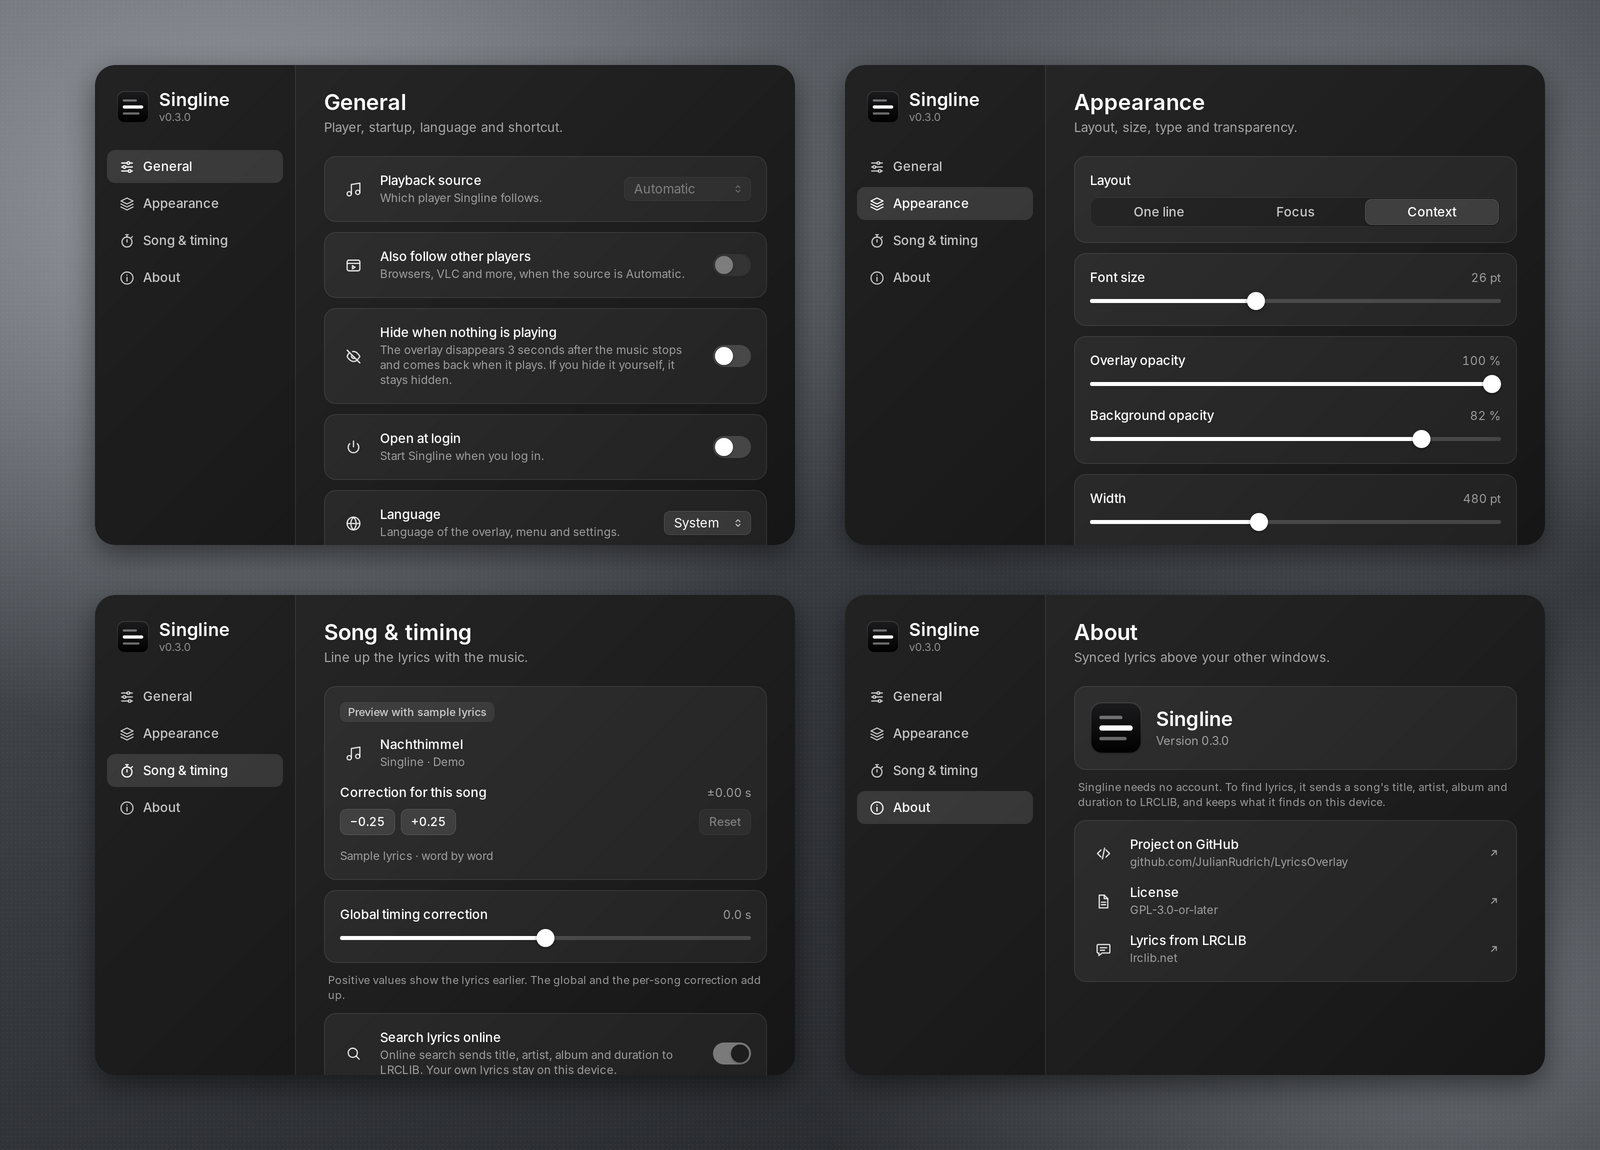 Singline
v0.3.0
General
Appearance
Song & timing
About
General
Player, startup, language and shortcut.
Playback source
Which player Singline follows.
Automatic
Also follow other players
Browsers, VLC and more, when the source is Automatic.
Hide when nothing is playing
The overlay disappears 3 seconds after the music stops
and comes back when it plays. If you hide it yourself, it
stays hidden.
Open at login
Start Singline when you log in.
Language
Language of the overlay, menu and settings.
System
Singline
v0.3.0
General
Appearance
Song & timing
About
Appearance
Layout, size, type and transparency.
Layout
One line
Focus
Context
Font size
26 pt
Overlay opacity
100 %
Background opacity
82 %
Width
480 pt
Singline
v0.3.0
General
Appearance
Song & timing
About
Song & timing
Line up the lyrics with the music.
Preview with sample lyrics
Nachthimmel
Singline · Demo
Correction for this song
±0.00 s
−0.25
+0.25
Reset
Sample lyrics · word by word
Global timing correction
0.0 s
Positive values show the lyrics earlier. The global and the per-song correction add
up.
Search lyrics online
Online search sends title, artist, album and duration to
LRCLIB. Your own lyrics stay on this device.
Singline
v0.3.0
General
Appearance
Song & timing
About
About
Synced lyrics above your other windows.
Singline
Version 0.3.0
Singline needs no account. To find lyrics, it sends a song's title, artist, album and
duration to LRCLIB, and keeps what it finds on this device.
Project on GitHub
github.com/JulianRudrich/LyricsOverlay
License
GPL-3.0-or-later
Lyrics from LRCLIB
lrclib.net